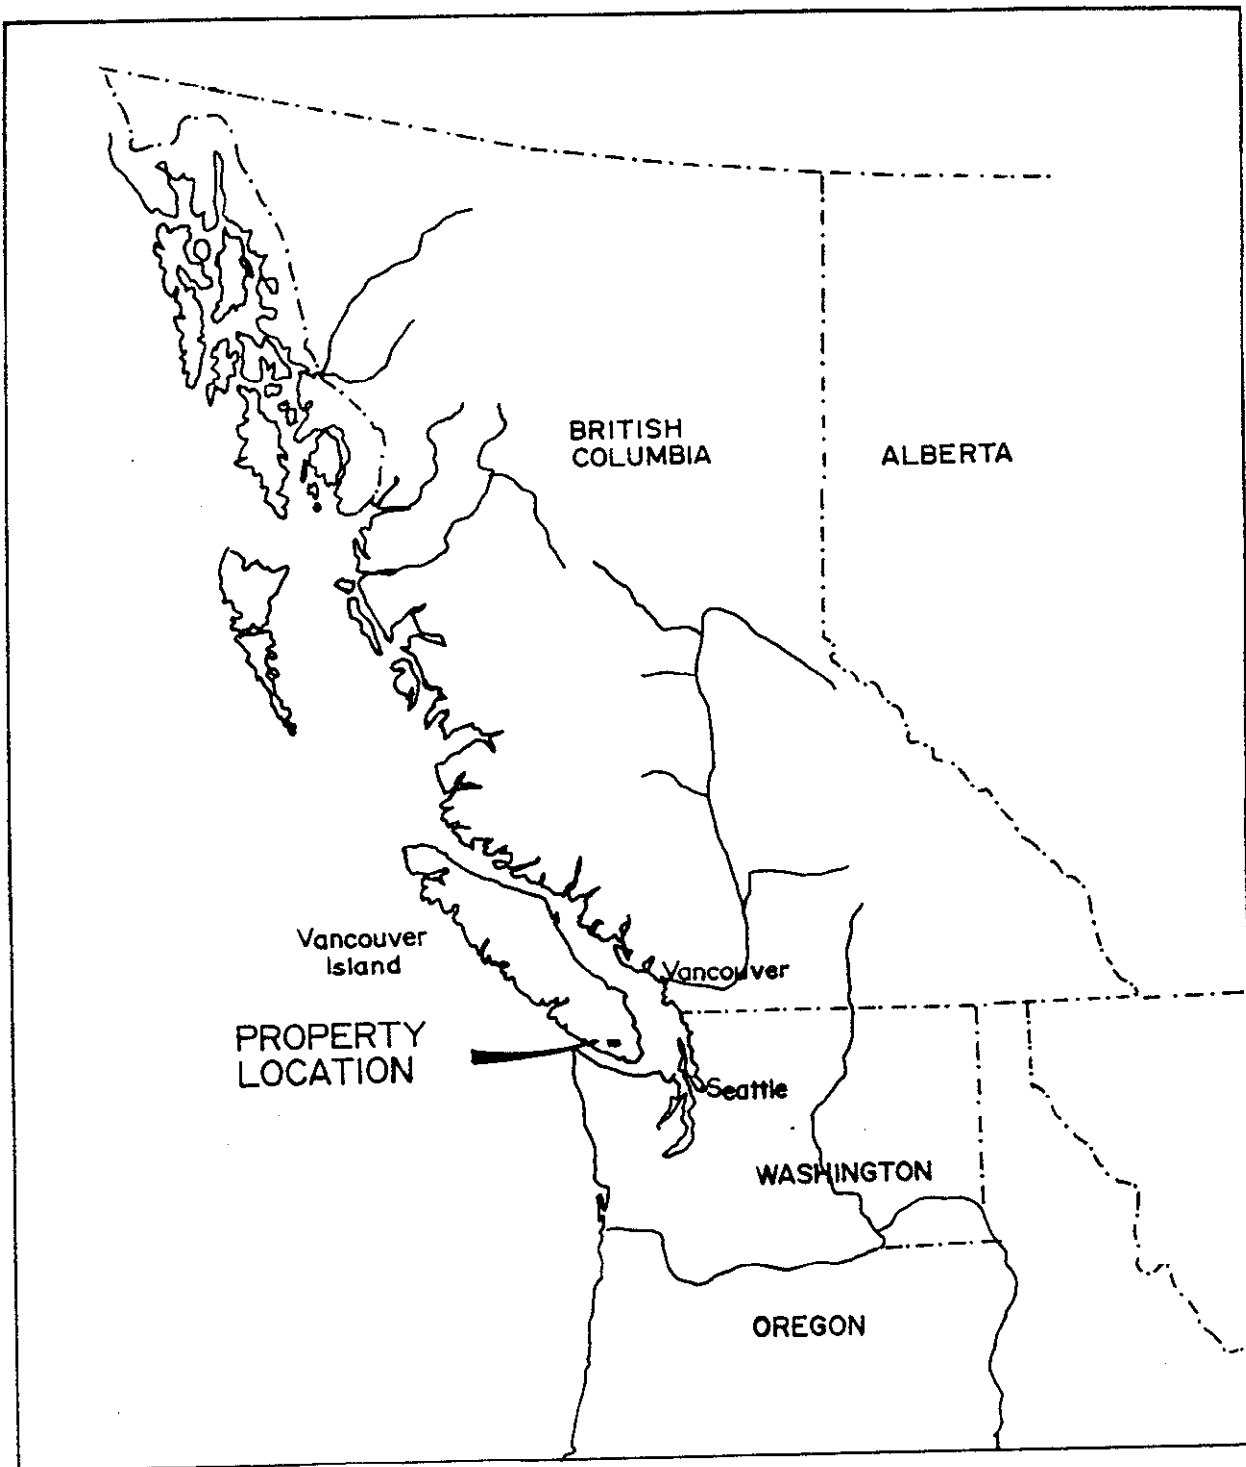 BRITISH
COLUMBIA
ALBERTA
Vancouver
Island
Vancouver
PROPERTY
LOCATION
Seattle
WASHINGTON
OREGON